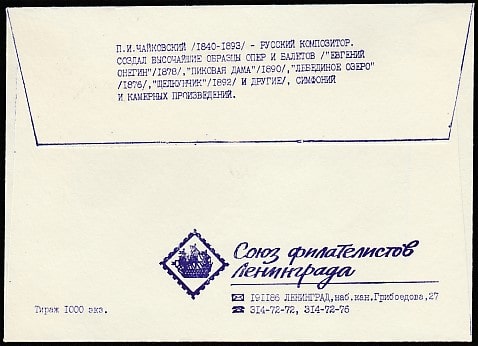 П.И.ЧАЙКОВСКИЙ /1840-1893/ - РУССКИЙ КОМПОЗИТОР.
СОЗДАЛ ВЫСОЧАЙШИЕ ОБРАЗЦЫ ОПЕР И БАЛЕТОВ /"ЕВГЕНИЙ
ОНЕГИН"/1878/,"ПИКОВАЯ ДАМА"/1890/,"ЛЕБЕДИНОЕ ОЗЕРО"
/1876/,"ЩЕЛКУНЧИК"/1892/ И ДРУГИЕ/, СИМФОНИЙ
И КАМЕРНЫХ ПРОИЗВЕДЕНИЙ.
Союз филателистов
Ленинграда
191186 ЛЕНИНГРАД,наб.кан.Грибоедова,27
314-72-72, 314-72-76
Тираж 1000 экз.